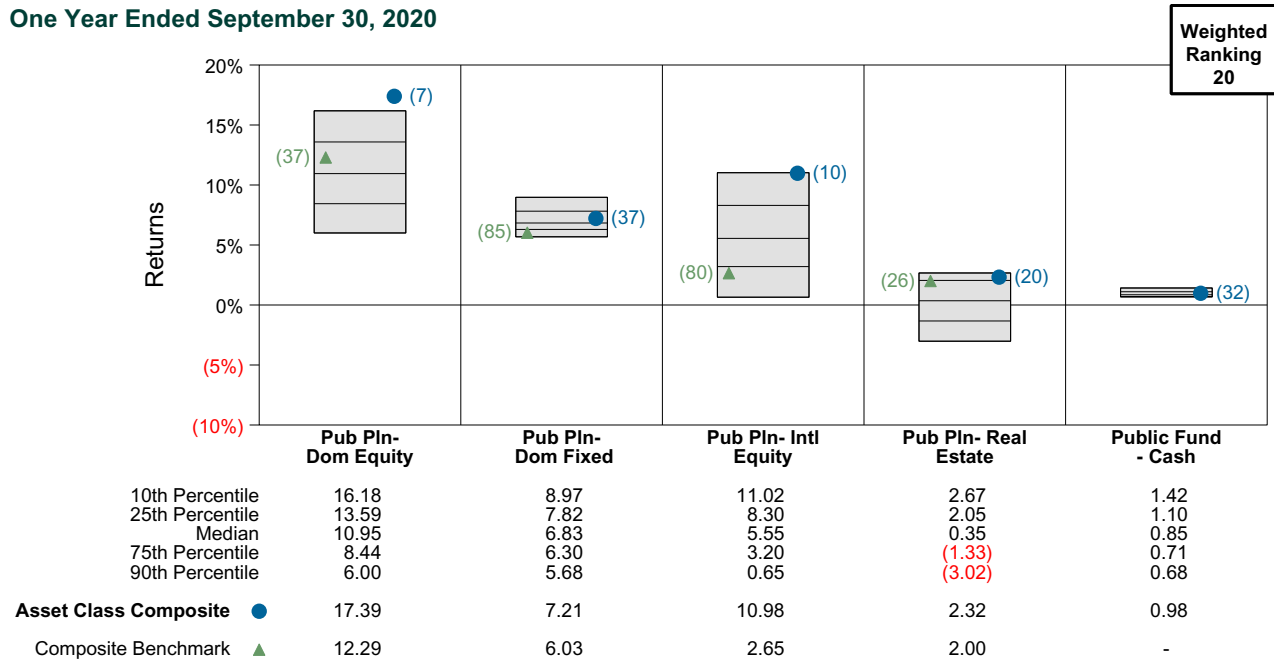 One Year Ended September 30, 2020
Weighted
Ranking
20
Returns
20%
15%
10%
5%
0%
(5%)
(10%)
(7)
(37)
(37)
(85)
(10)
(80)
(20)
(26)
(32)
Pub Pln- Pub Pln- Pub Pln- Intl Pub Pln- Real Public Fund
Dom Equity Dom Fixed Equity Estate - Cash
10th Percentile 16.18 8.97 11.02 2.67 1.42
25th Percentile 13.59 7.82 8.30 2.05 1.10
Median 10.95 6.83 5.55 0.35 0.85
75th Percentile 8.44 6.30 3.20 (1.33) 0.71
90th Percentile 6.00 5.68 0.65 (3.02) 0.68
Asset Class Composite 17.39 7.21 10.98 2.32 0.98
Composite Benchmark 12.29 6.03 2.65 2.00 -